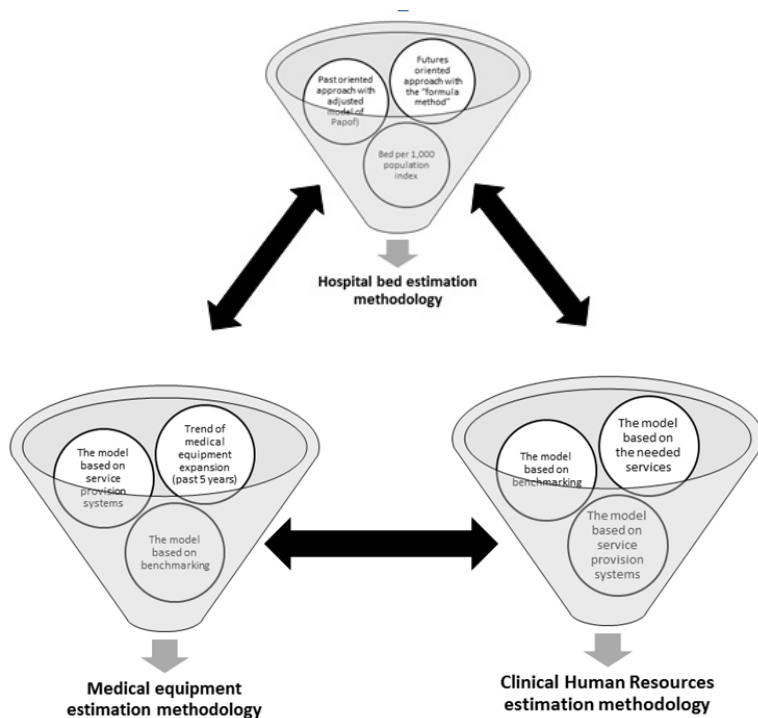 Past oriented
approach with
adjusted
model of
Papof)
Futures
oriented
approach with
the "formula
method"
Bed per 1,000
population
index
Hospital bed estimation
methodology
The model
based on
service
provision
systems
Trend of
medical
equipment
expansion
(past 5 years)
The model
based on
benchmarking
Medical equipment
estimation methodology
The model
based on
benchmarking
The model
based on
the needed
services
The model
based on
service
provision
systems
Clinical Human Resources
estimation methodology